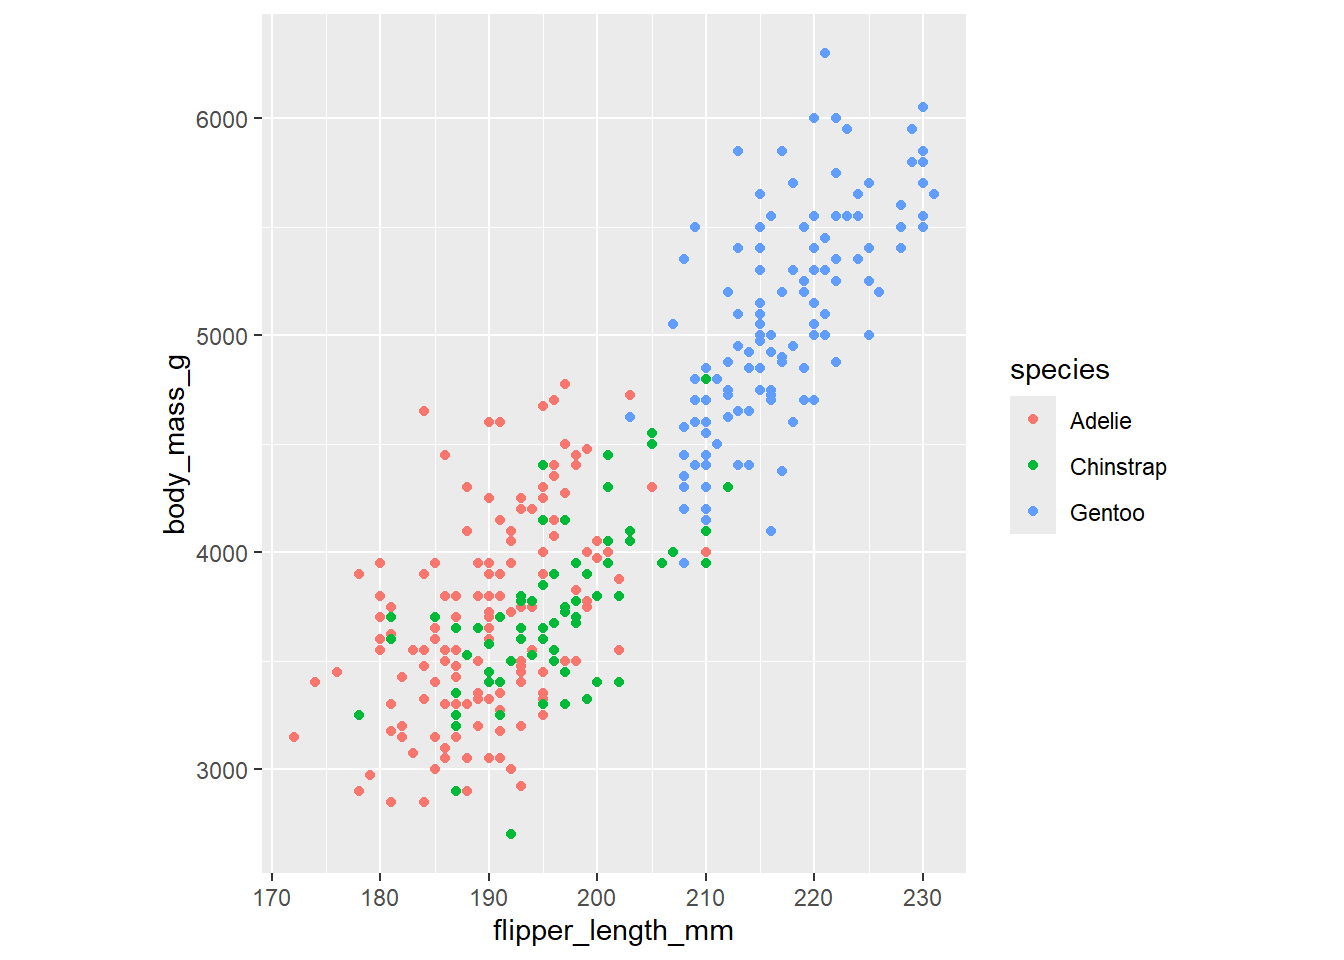 6000
5000
4000
3000
body_mass_g
170 180 190 200 210 220 230
flipper_length_mm
species
Adelie
Chinstrap
Gentoo